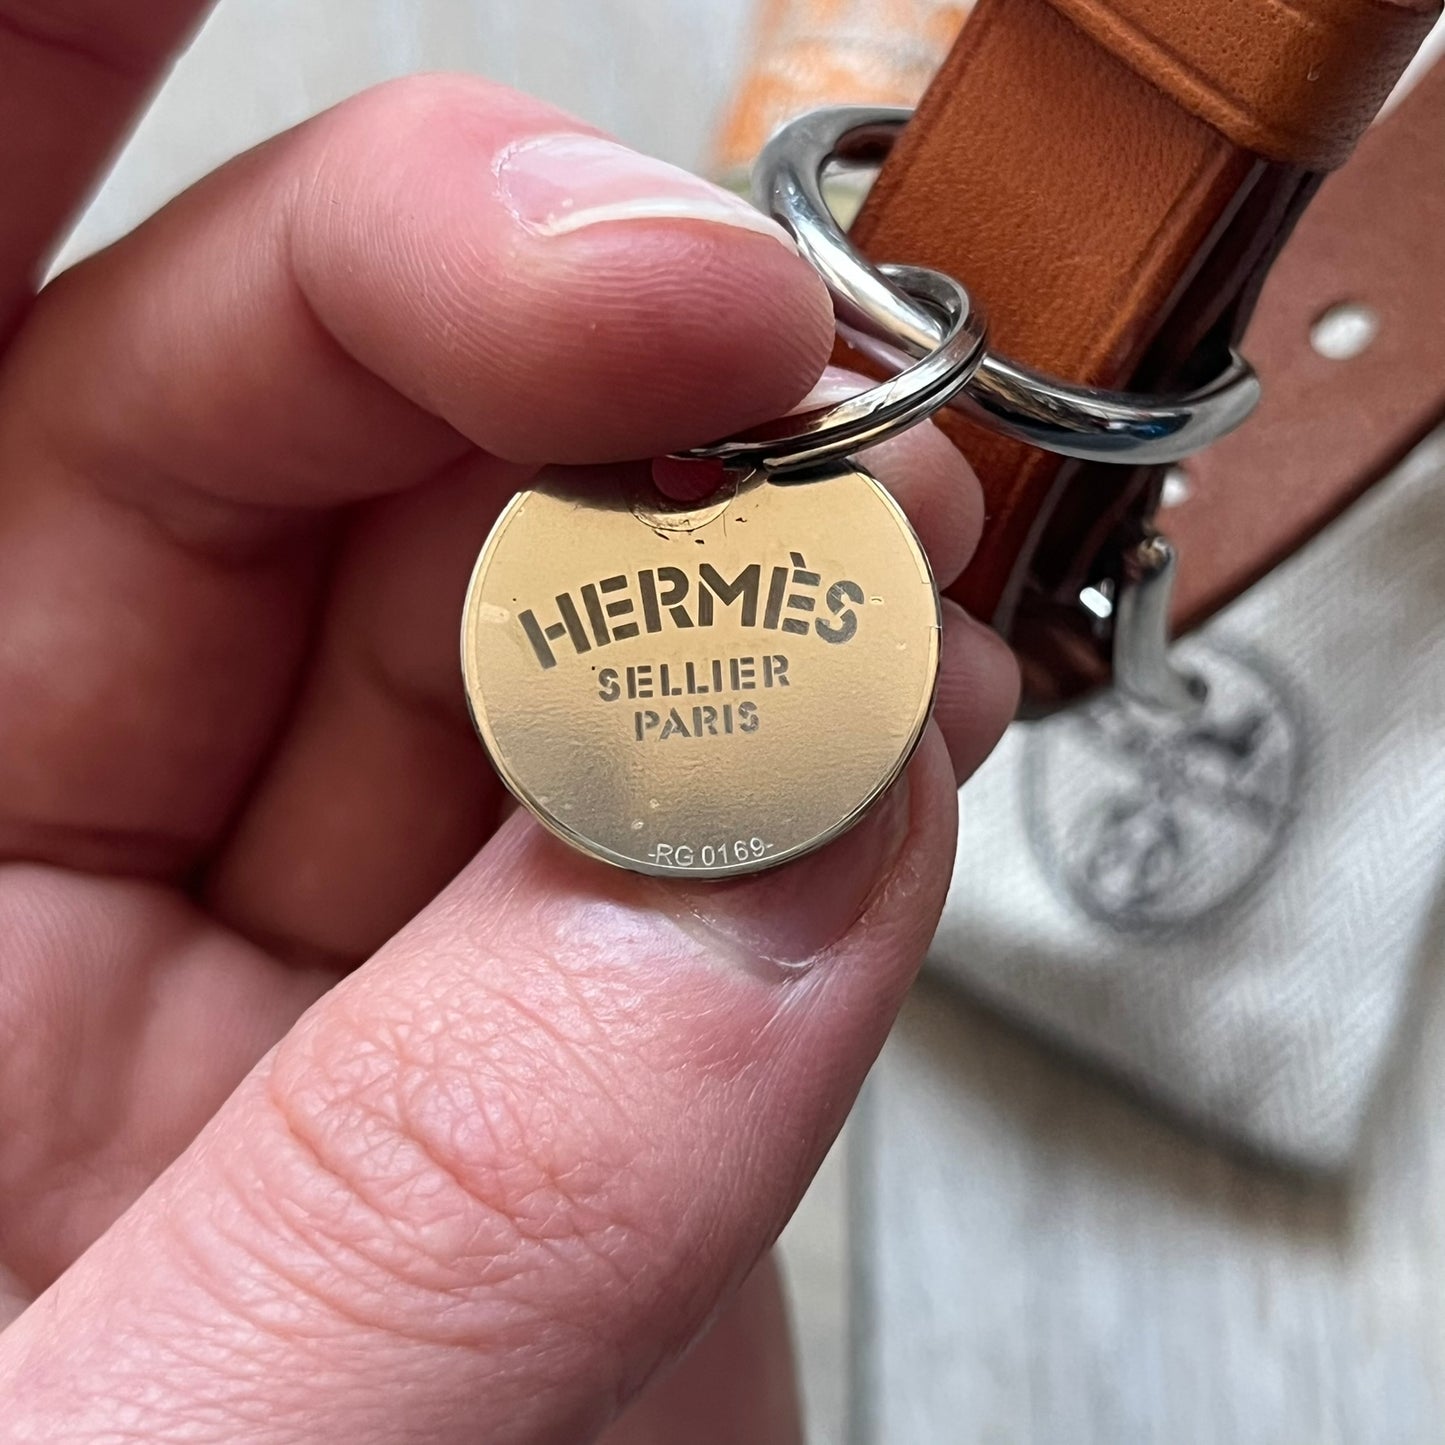 HERMÈS
SELLIER
PARIS
-RG 0169-